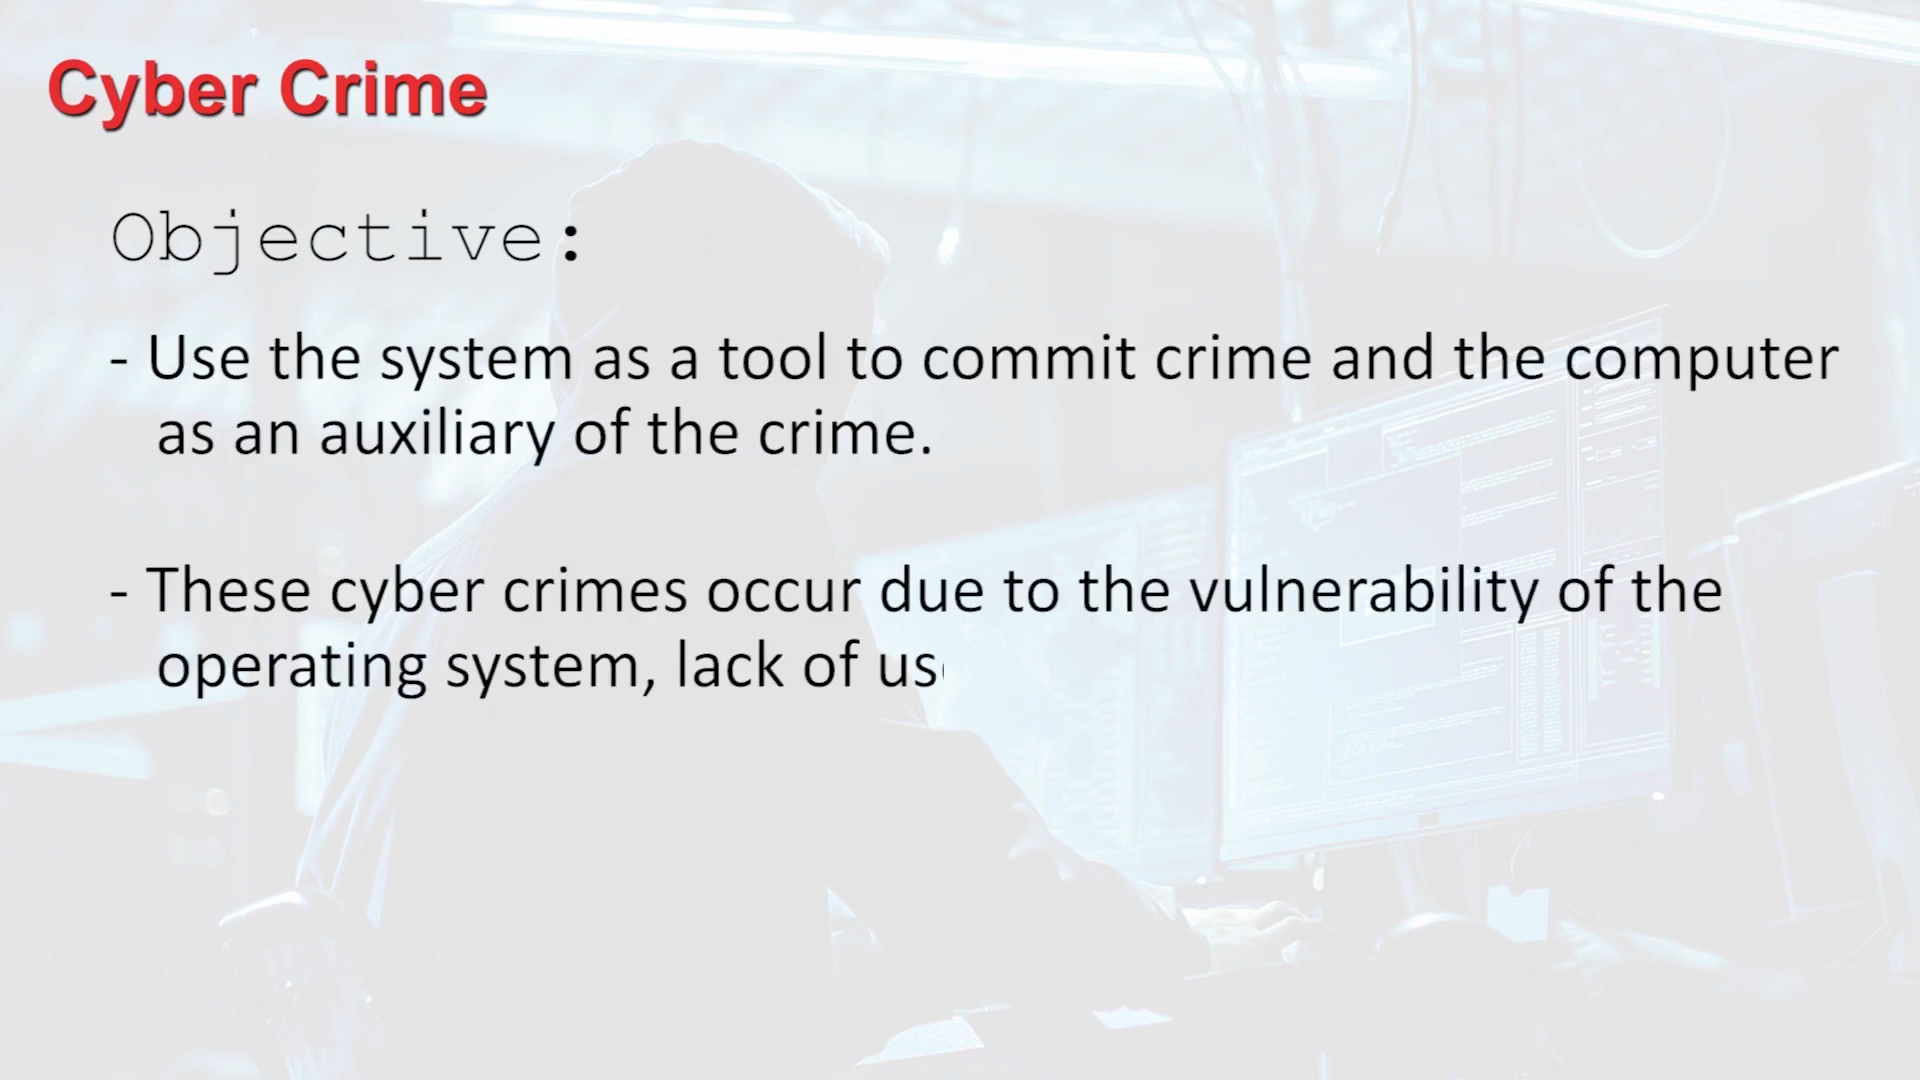 Cyber Crime
Objective:
- Use the system as a tool to commit crime and the computer
as an auxiliary of the crime.
- These cyber crimes occur due to the vulnerability of the
operating system, lack of us